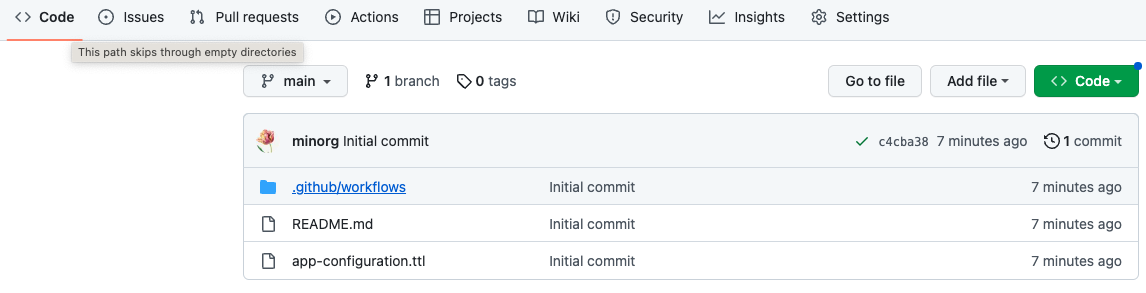 Code Issues Pull requests Actions Projects Wiki Security Insights Settings
This path skips through empty directories
main 1 branch 0 tags Go to file Add file Code
minorg Initial commit c4cba38 7 minutes ago 1 commit
.github/workflows Initial commit 7 minutes ago
README.md Initial commit 7 minutes ago
app-configuration.ttl Initial commit 7 minutes ago